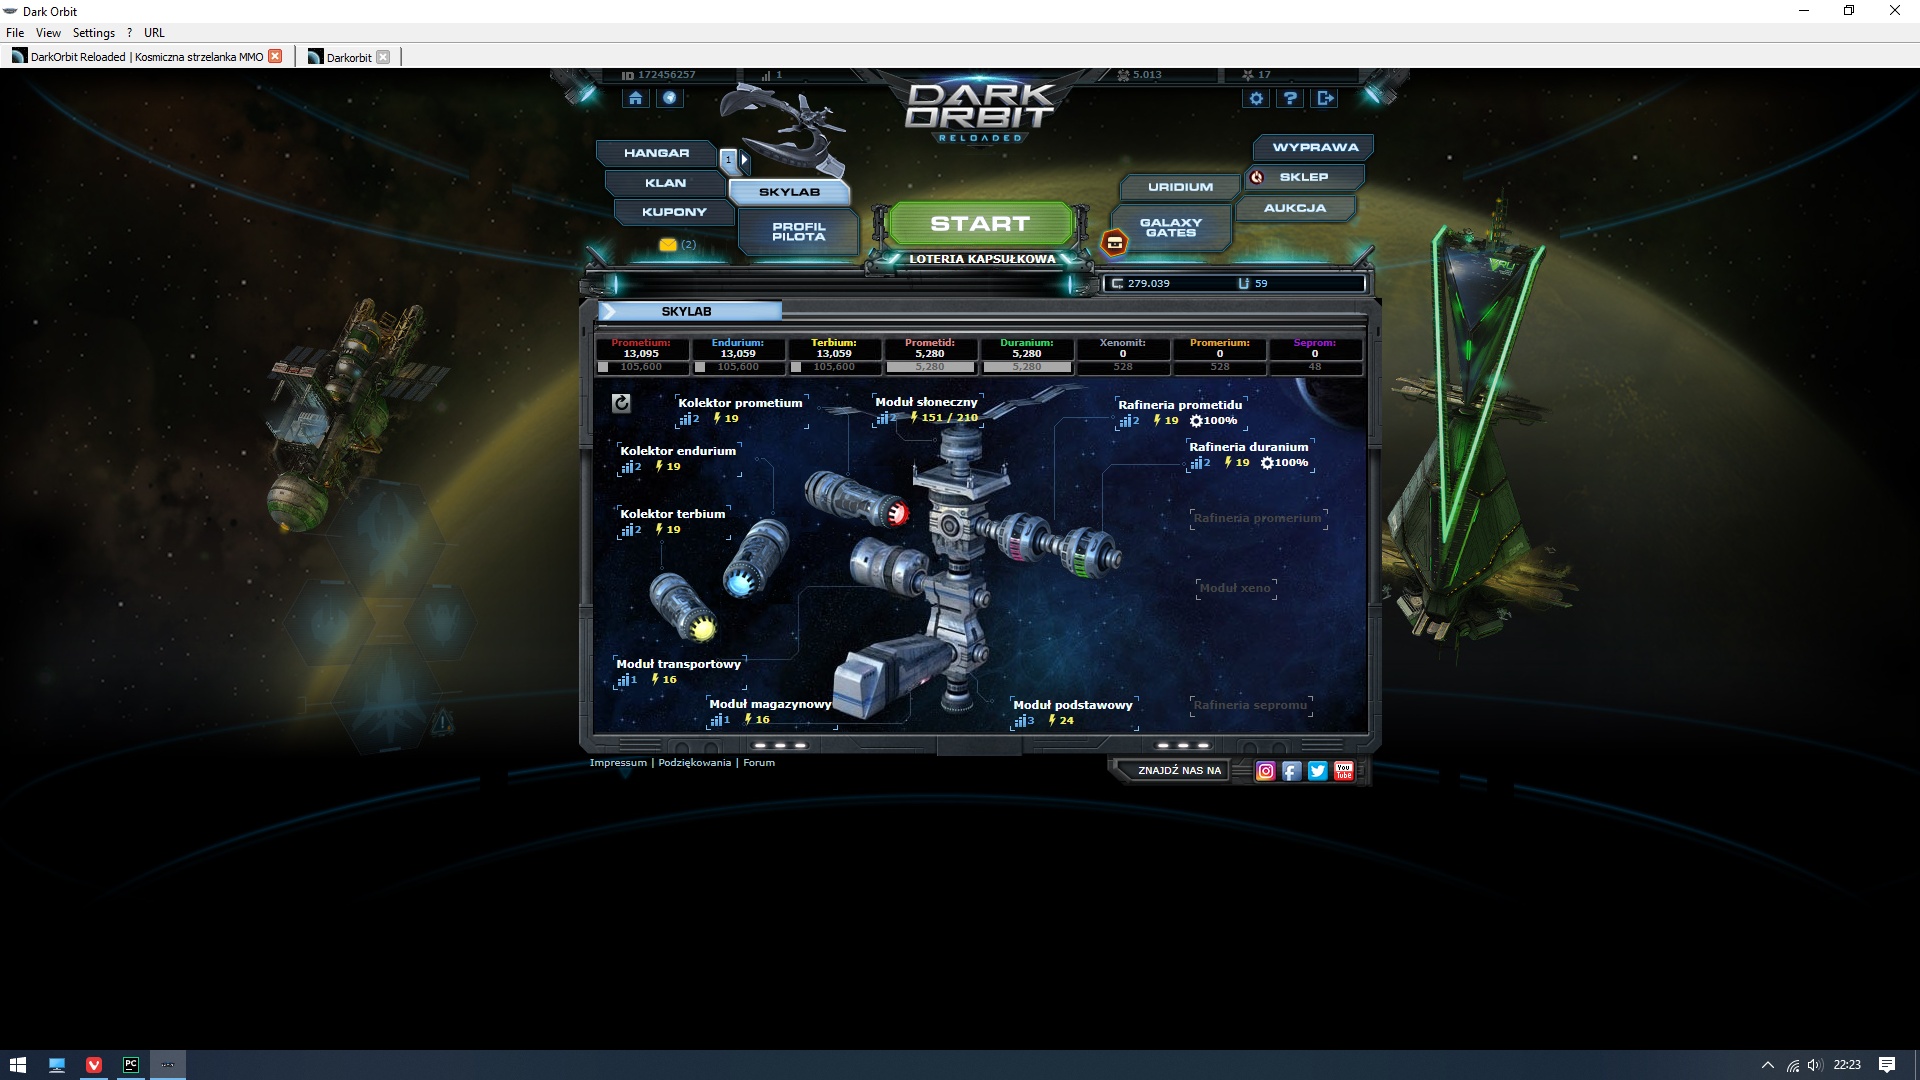 Dark Orbit
File View Settings ? URL
DarkOrbit Reloaded | Kosmiczna strzelanka MMO
Darkorbit
ID 172456257
1
5.013
17
DARK ORBIT
RELOADED
HANGAR
1
KLAN
SKYLAB
KUPONY
PROFIL PILOTA
(2)
START
LOTERIA KAPSUŁKOWA
WYPRAWA
SKLEP
URIDIUM
AUKCJA
GALAXY GATES
C 279.039
U 59
SKYLAB
Prometium: Endurium: Terbium: Prometid: Duranium: Xenomit: Promerium: Seprom:
13,095 13,059 13,059 5,280 5,280 0 0 0
105,600 105,600 105,600 5,280 5,280 528 528 48
Kolektor prometium
2 19
Moduł słoneczny
2 151 / 210
Rafineria prometidu
2 19 100%
Kolektor endurium
2 19
Rafineria duranium
2 19 100%
Kolektor terbium
2 19
Rafineria promerium
Moduł xeno
Moduł transportowy
1 16
Moduł magazynowy
1 16
Moduł podstawowy
3 24
Rafineria sepromu
Impressum | Podziękowania | Forum
ZNAJDŹ NAS NA
You Tube
PC
22:23